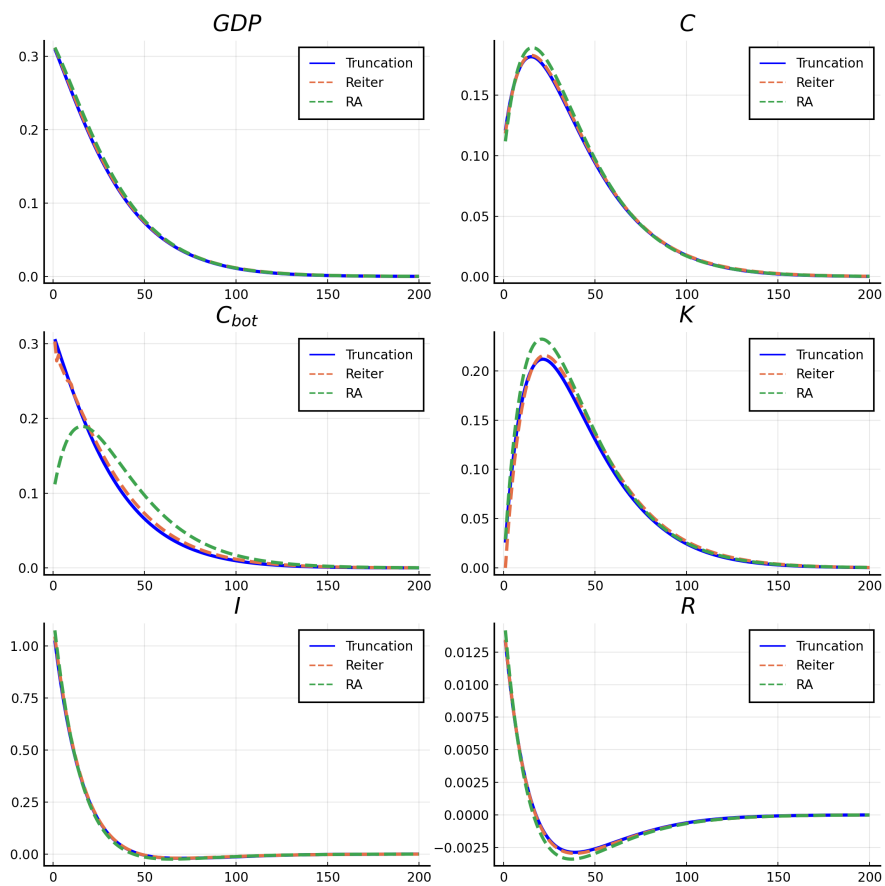 GDP
0.3
0.2
0.1
0.0
0 50 100 150 200
Truncation
Reiter
RA
C
0.15
0.10
0.05
0.00
0 50 100 150 200
Truncation
Reiter
RA
C_bot
0.3
0.2
0.1
0.0
0 50 100 150 200
Truncation
Reiter
RA
K
0.20
0.15
0.10
0.05
0.00
0 50 100 150 200
Truncation
Reiter
RA
I
1.00
0.75
0.50
0.25
0.00
0 50 100 150 200
Truncation
Reiter
RA
R
0.0125
0.0100
0.0075
0.0050
0.0025
0.0000
−0.0025
0 50 100 150 200
Truncation
Reiter
RA